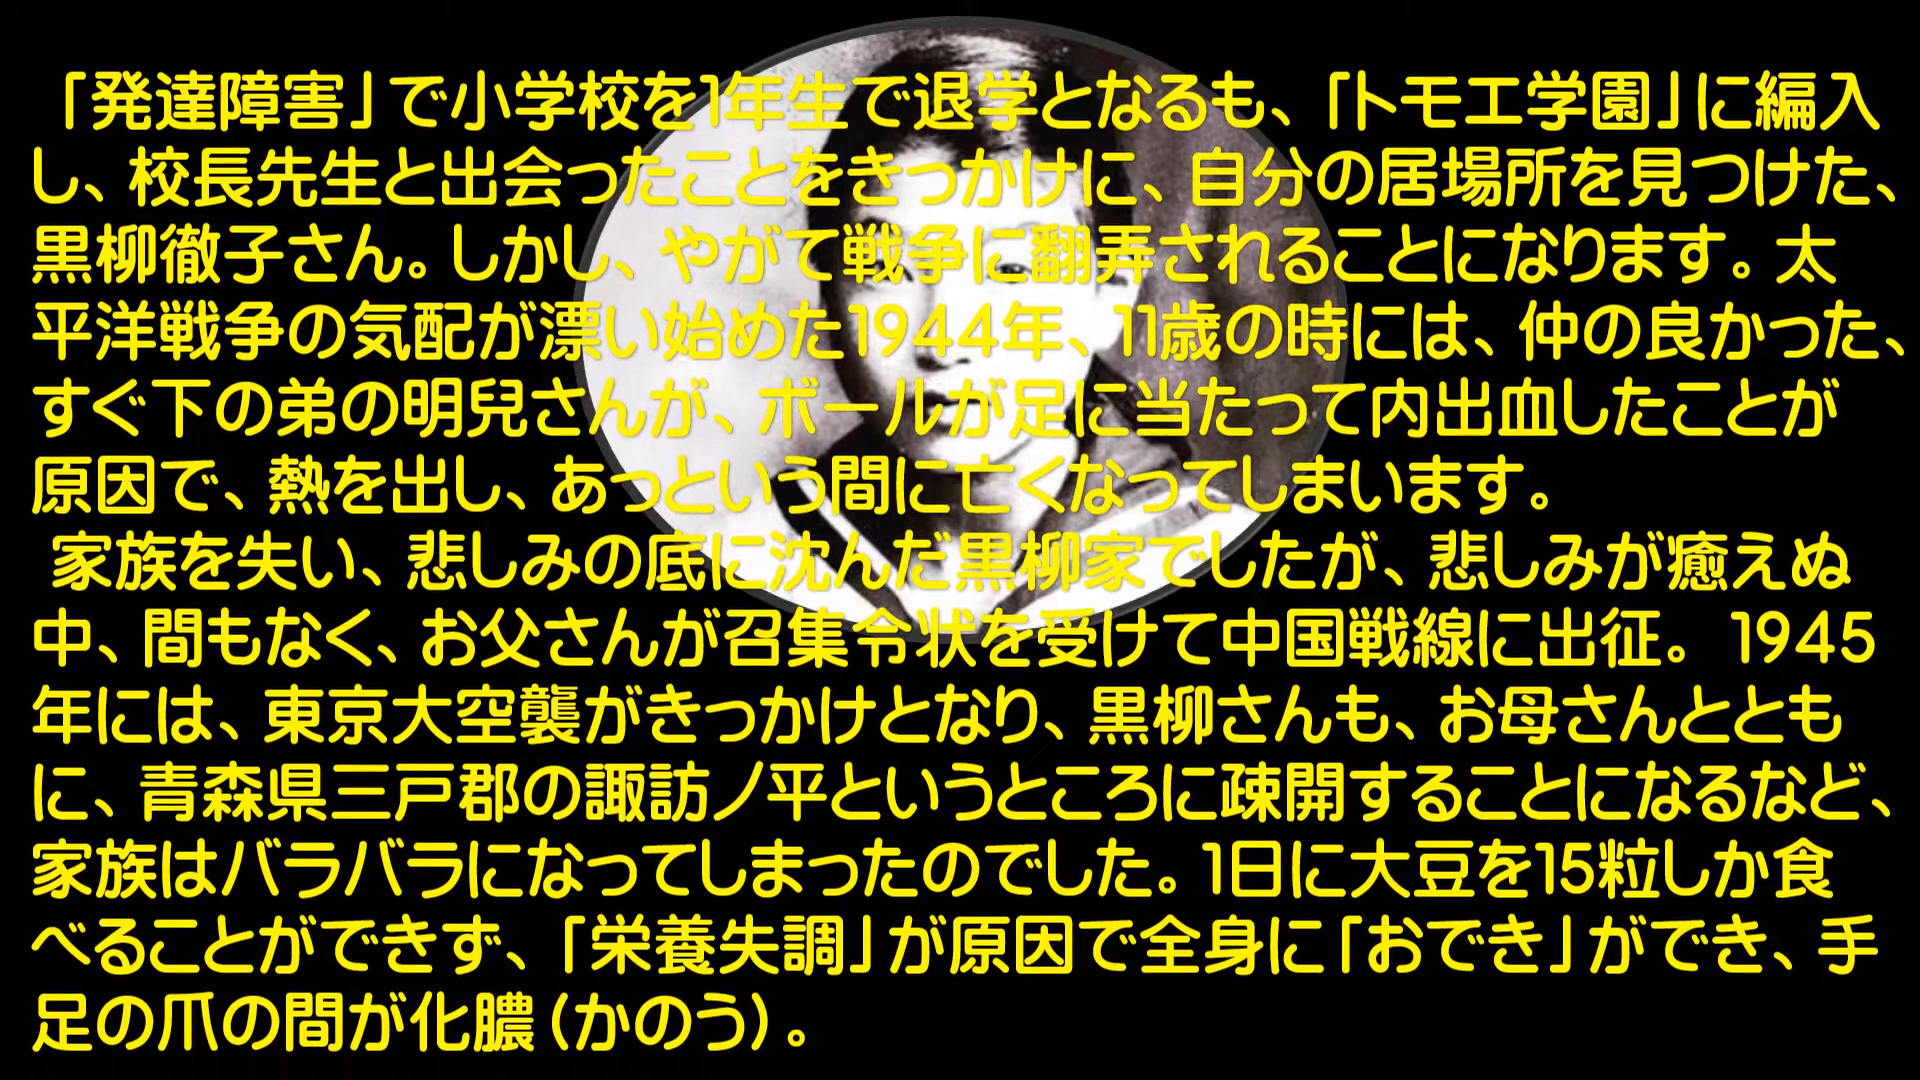 「発達障害」で小学校を1年生で退学となるも、「トモエ学園」に編入
し、校長先生と出会ったことをきっかけに、自分の居場所を見つけた、
黒柳徹子さん。しかし、やがて戦争に翻弄されることになります。太
平洋戦争の気配が漂い始めた1944年、11歳の時には、仲の良かった、
すぐ下の弟の明兒さんが、ボールが足に当たって内出血したことが
原因で、熱を出し、あっという間に亡くなってしまいます。
家族を失い、悲しみの底に沈んだ黒柳家でしたが、悲しみが癒えぬ
中、間もなく、お父さんが召集令状を受けて中国戦線に出征。1945
年には、東京大空襲がきっかけとなり、黒柳さんも、お母さんととも
に、青森県三戸郡の諏訪ノ平というところに疎開することになるなど、
家族はバラバラになってしまったのでした。1日に大豆を15粒しか食
べることができず、「栄養失調」が原因で全身に「おでき」ができ、手
足の爪の間が化膿(かのう)。